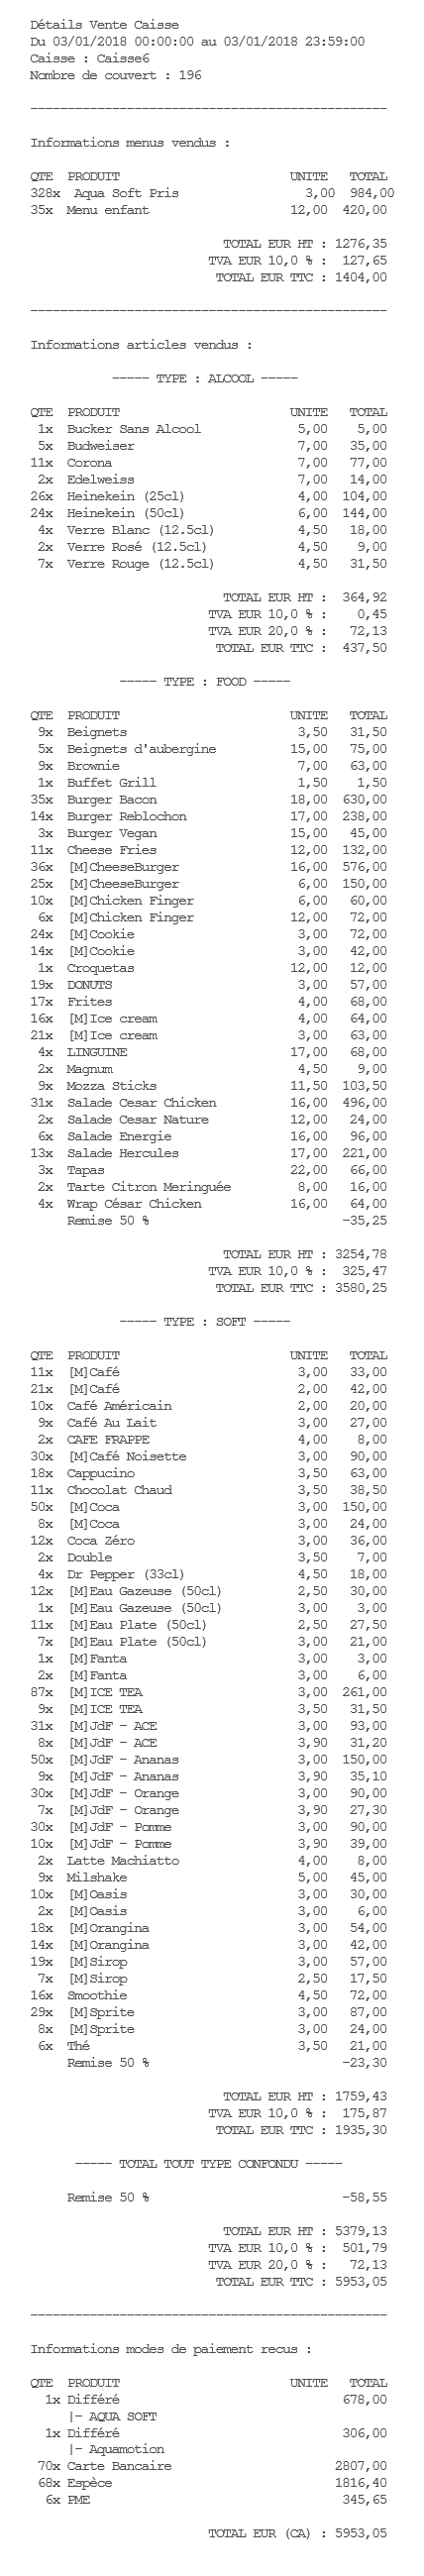 Détails Vente Caisse
Du 03/01/2018 00:00:00 au 03/01/2018 23:59:00
Caisse : Caisse6
Nombre de couvert : 196
------------------------------------------------
Informations menus vendus :
QTE PRODUIT UNITE TOTAL
328x Aqua Soft Pris 3,00 984,00
35x Menu enfant 12,00 420,00
TOTAL EUR HT : 1276,35
TVA EUR 10,0 % : 127,65
TOTAL EUR TTC : 1404,00
------------------------------------------------
Informations articles vendus :
----- TYPE : ALCOOL -----
QTE PRODUIT UNITE TOTAL
1x Bucker Sans Alcool 5,00 5,00
5x Budweiser 7,00 35,00
11x Corona 7,00 77,00
2x Edelweiss 7,00 14,00
26x Heinekein (25cl) 4,00 104,00
24x Heinekein (50cl) 6,00 144,00
4x Verre Blanc (12.5cl) 4,50 18,00
2x Verre Rosé (12.5cl) 4,50 9,00
7x Verre Rouge (12.5cl) 4,50 31,50
TOTAL EUR HT : 364,92
TVA EUR 10,0 % : 0,45
TVA EUR 20,0 % : 72,13
TOTAL EUR TTC : 437,50
----- TYPE : FOOD -----
QTE PRODUIT UNITE TOTAL
9x Beignets 3,50 31,50
5x Beignets d'aubergine 15,00 75,00
9x Brownie 7,00 63,00
1x Buffet Grill 1,50 1,50
35x Burger Bacon 18,00 630,00
14x Burger Reblochon 17,00 238,00
3x Burger Vegan 15,00 45,00
11x Cheese Fries 12,00 132,00
36x [M]CheeseBurger 16,00 576,00
25x [M]CheeseBurger 6,00 150,00
10x [M]Chicken Finger 6,00 60,00
6x [M]Chicken Finger 12,00 72,00
24x [M]Cookie 3,00 72,00
14x [M]Cookie 3,00 42,00
1x Croquetas 12,00 12,00
19x DONUTS 3,00 57,00
17x Frites 4,00 68,00
16x [M]Ice cream 4,00 64,00
21x [M]Ice cream 3,00 63,00
4x LINGUINE 17,00 68,00
2x Magnum 4,50 9,00
9x Mozza Sticks 11,50 103,50
31x Salade Cesar Chicken 16,00 496,00
2x Salade Cesar Nature 12,00 24,00
6x Salade Energie 16,00 96,00
13x Salade Hercules 17,00 221,00
3x Tapas 22,00 66,00
2x Tarte Citron Meringuée 8,00 16,00
4x Wrap César Chicken 16,00 64,00
Remise 50 % -35,25
TOTAL EUR HT : 3254,78
TVA EUR 10,0 % : 325,47
TOTAL EUR TTC : 3580,25
----- TYPE : SOFT -----
QTE PRODUIT UNITE TOTAL
11x [M]Café 3,00 33,00
21x [M]Café 2,00 42,00
10x Café Américain 2,00 20,00
9x Café Au Lait 3,00 27,00
2x CAFE FRAPPE 4,00 8,00
30x [M]Café Noisette 3,00 90,00
18x Cappucino 3,50 63,00
11x Chocolat Chaud 3,50 38,50
50x [M]Coca 3,00 150,00
8x [M]Coca 3,00 24,00
12x Coca Zéro 3,00 36,00
2x Double 3,50 7,00
4x Dr Pepper (33cl) 4,50 18,00
12x [M]Eau Gazeuse (50cl) 2,50 30,00
1x [M]Eau Gazeuse (50cl) 3,00 3,00
11x [M]Eau Plate (50cl) 2,50 27,50
7x [M]Eau Plate (50cl) 3,00 21,00
1x [M]Fanta 3,00 3,00
2x [M]Fanta 3,00 6,00
87x [M]ICE TEA 3,00 261,00
9x [M]ICE TEA 3,50 31,50
31x [M]JdF - ACE 3,00 93,00
8x [M]JdF - ACE 3,90 31,20
50x [M]JdF - Ananas 3,00 150,00
9x [M]JdF - Ananas 3,90 35,10
30x [M]JdF - Orange 3,00 90,00
7x [M]JdF - Orange 3,90 27,30
30x [M]JdF - Pomme 3,00 90,00
10x [M]JdF - Pomme 3,90 39,00
2x Latte Machiatto 4,00 8,00
9x Milshake 5,00 45,00
10x [M]Oasis 3,00 30,00
2x [M]Oasis 3,00 6,00
18x [M]Orangina 3,00 54,00
14x [M]Orangina 3,00 42,00
19x [M]Sirop 3,00 57,00
7x [M]Sirop 2,50 17,50
16x Smoothie 4,50 72,00
29x [M]Sprite 3,00 87,00
8x [M]Sprite 3,00 24,00
6x Thé 3,50 21,00
Remise 50 % -23,30
TOTAL EUR HT : 1759,43
TVA EUR 10,0 % : 175,87
TOTAL EUR TTC : 1935,30
----- TOTAL TOUT TYPE CONFONDU -----
Remise 50 % -58,55
TOTAL EUR HT : 5379,13
TVA EUR 10,0 % : 501,79
TVA EUR 20,0 % : 72,13
TOTAL EUR TTC : 5953,05
------------------------------------------------
Informations modes de paiement recus :
QTE PRODUIT UNITE TOTAL
1x Différé 678,00
|- AQUA SOFT
1x Différé 306,00
|- Aquamotion
70x Carte Bancaire 2807,00
68x Espèce 1816,40
6x PME 345,65
TOTAL EUR (CA) : 5953,05